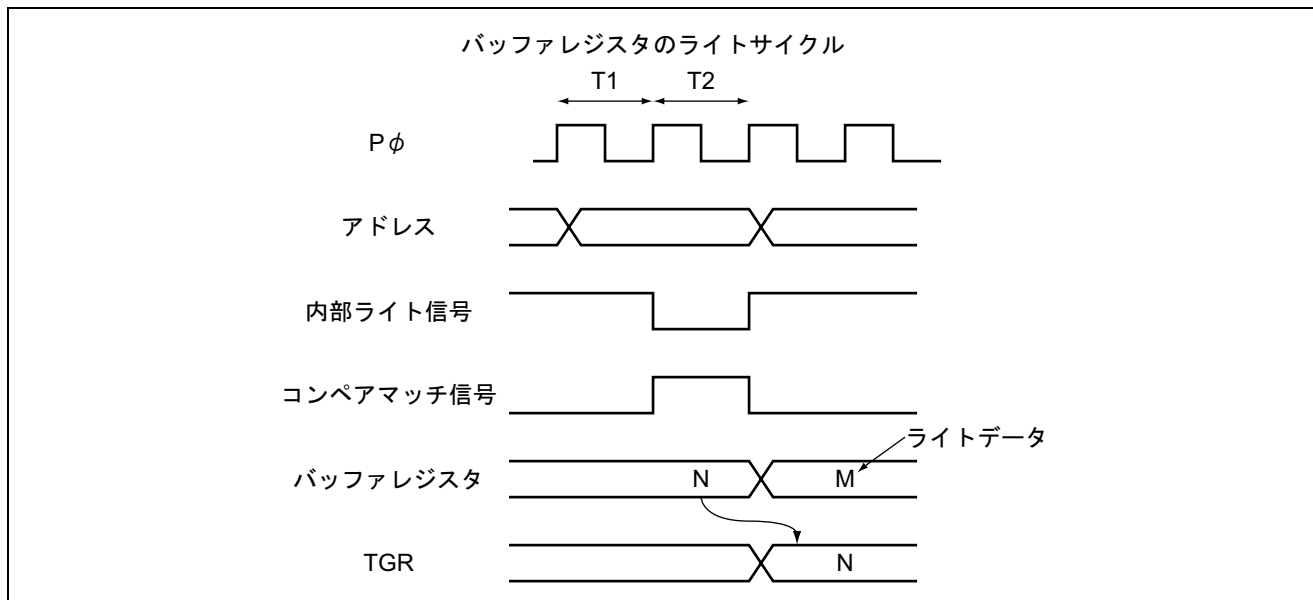 バッファレジスタのライトサイクル
T1 T2
Pφ
アドレス
内部ライト信号
コンペアマッチ信号
ライトデータ
バッファレジスタ N M
TGR N